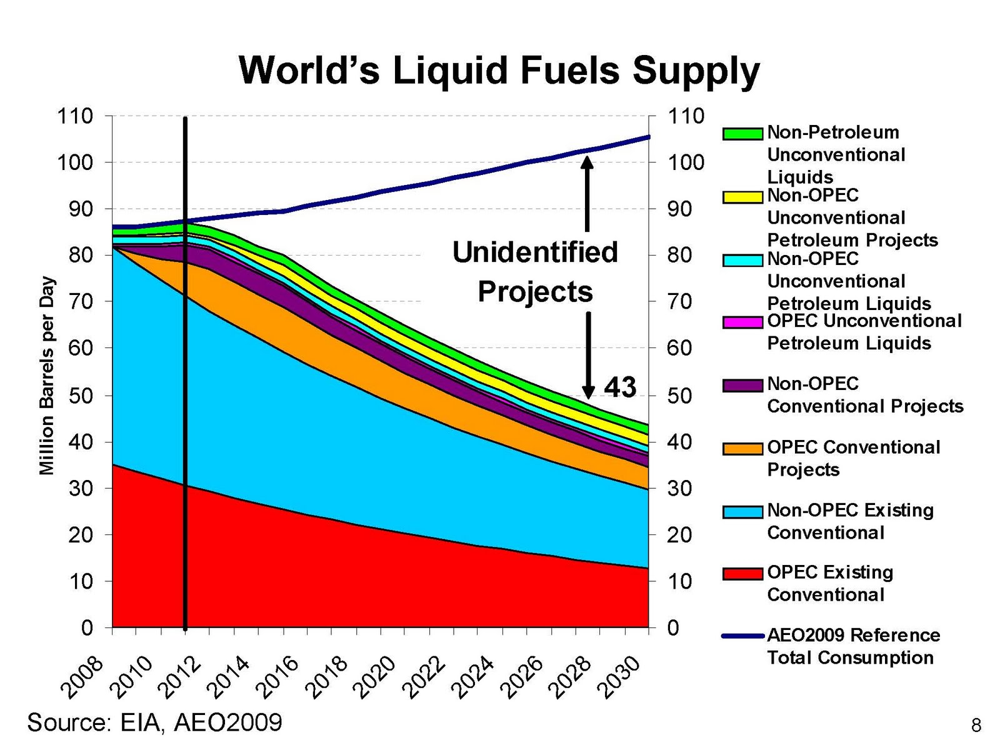 World's Liquid Fuels Supply
110
100
90
80
70
60
50
40
30
20
10
0
Million Barrels per Day
110
100
90
80
70
60
50
40
30
20
10
0
Unidentified
Projects
43
2008
2010
2012
2014
2016
2018
2020
2022
2024
2026
2028
2030
Non-Petroleum
Unconventional
Liquids
Non-OPEC
Unconventional
Petroleum Projects
Non-OPEC
Unconventional
Petroleum Liquids
OPEC Unconventional
Petroleum Liquids
Non-OPEC
Conventional Projects
OPEC Conventional
Projects
Non-OPEC Existing
Conventional
OPEC Existing
Conventional
AEO2009 Reference
Total Consumption
Source: EIA, AEO2009
8